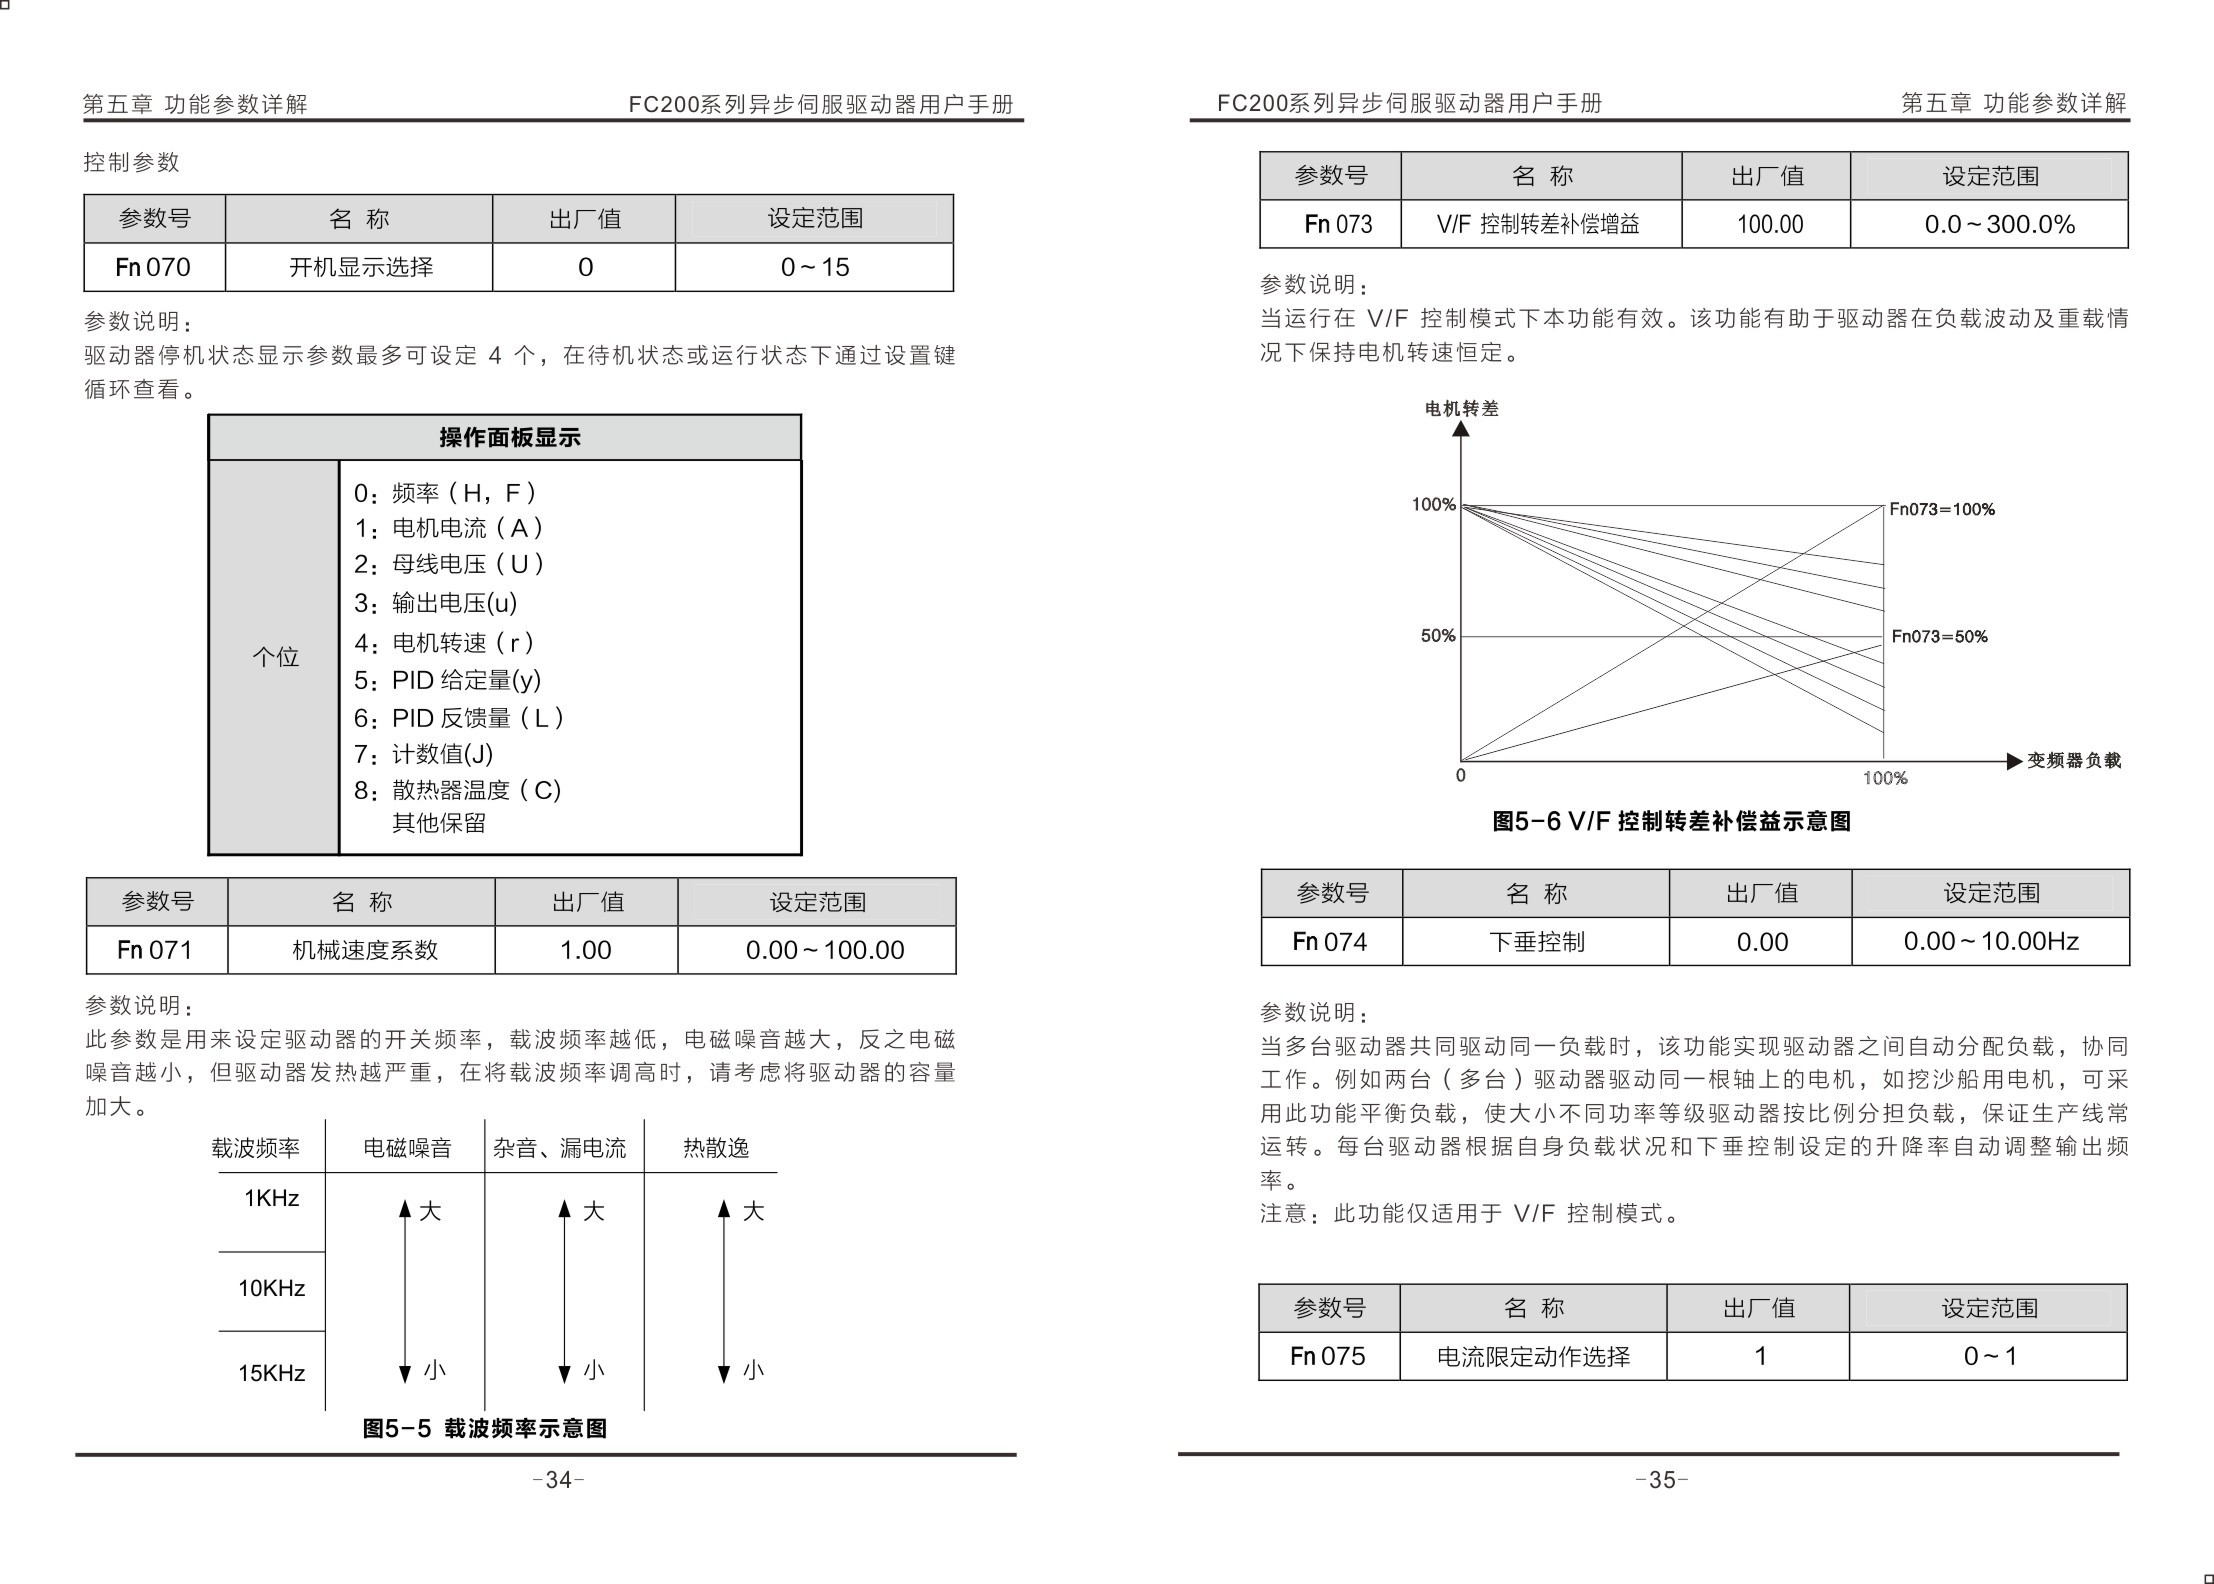 第五章 功能参数详解 FC200系列异步伺服驱动器用户手册
控制参数
参数号 名 称 出厂值 设定范围
Fn 070 开机显示选择 0 0~15
参数说明：
驱动器停机状态显示参数最多可设定 4 个，在待机状态或运行状态下通过设置键
循环查看。
操作面板显示
个位
0：频率（H，F）
1：电机电流（A）
2：母线电压（U）
3：输出电压(u)
4：电机转速（r）
5：PID 给定量(y)
6：PID 反馈量（L）
7：计数值(J)
8：散热器温度（C)
其他保留
参数号 名 称 出厂值 设定范围
Fn 071 机械速度系数 1.00 0.00~100.00
参数说明：
此参数是用来设定驱动器的开关频率，载波频率越低，电磁噪音越大，反之电磁
噪音越小，但驱动器发热越严重，在将载波频率调高时，请考虑将驱动器的容量
加大。
载波频率 电磁噪音 杂音、漏电流 热散逸
1KHz 大 大 大
10KHz
15KHz 小 小 小
图5-5 载波频率示意图
-34-
FC200系列异步伺服驱动器用户手册 第五章 功能参数详解
参数号 名 称 出厂值 设定范围
Fn 073 V/F 控制转差补偿增益 100.00 0.0~300.0%
参数说明：
当运行在 V/F 控制模式下本功能有效。该功能有助于驱动器在负载波动及重载情
况下保持电机转速恒定。
电机转差
100% Fn073=100%
50% Fn073=50%
变频器负载
0 100%
图5-6 V/F 控制转差补偿益示意图
参数号 名 称 出厂值 设定范围
Fn 074 下垂控制 0.00 0.00~10.00Hz
参数说明：
当多台驱动器共同驱动同一负载时，该功能实现驱动器之间自动分配负载，协同
工作。例如两台（多台）驱动器驱动同一根轴上的电机，如挖沙船用电机，可采
用此功能平衡负载，使大小不同功率等级驱动器按比例分担负载，保证生产线常
运转。每台驱动器根据自身负载状况和下垂控制设定的升降率自动调整输出频
率。
注意：此功能仅适用于 V/F 控制模式。
参数号 名 称 出厂值 设定范围
Fn 075 电流限定动作选择 1 0~1
-35-